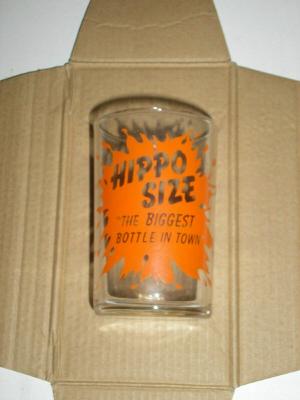 HIPPO
SIZE
"THE BIGGEST
BOTTLE IN TOWN